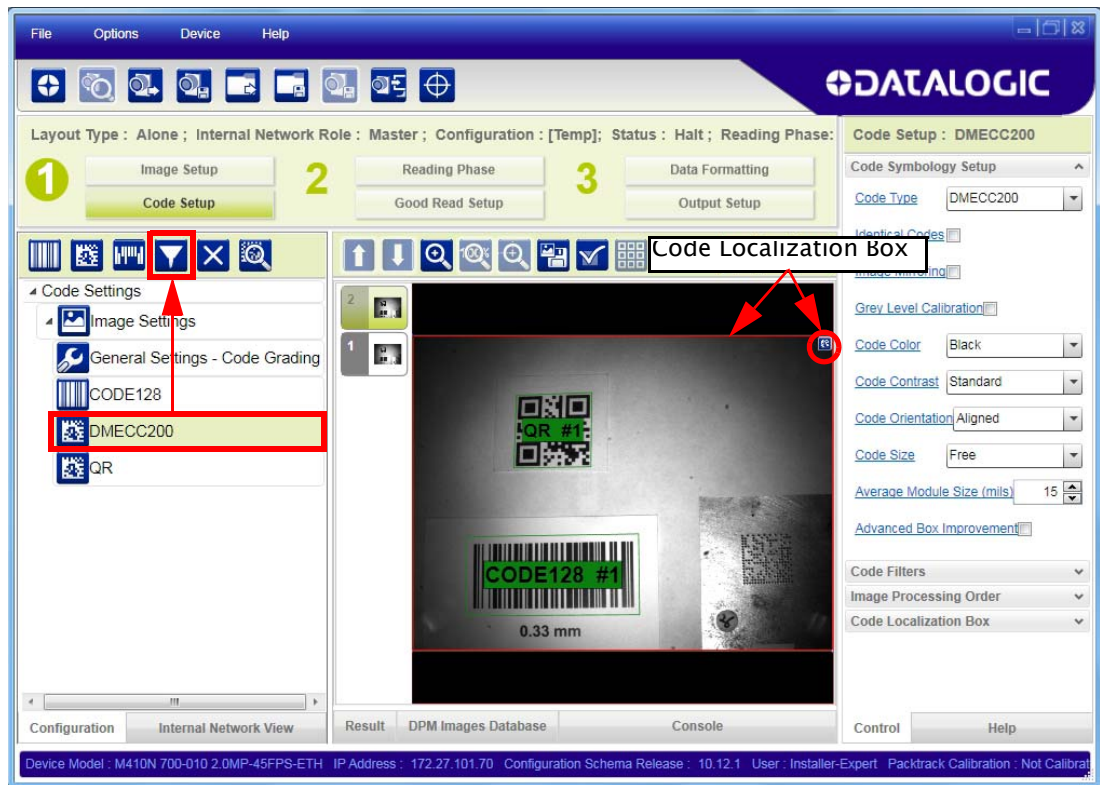 File Options Device Help
DATALOGIC
Layout Type : Alone ; Internal Network Role : Master ; Configuration : [Temp]; Status : Halt ; Reading Phase:
1
Image Setup
Code Setup
2
Reading Phase
Good Read Setup
3
Data Formatting
Output Setup
Code Settings
Image Settings
General Settings - Code Grading
CODE128
DMECC200
QR
Configuration
Internal Network View
Code Localization Box
2
1
QR #1
CODE128 #1
0.33 mm
Result
DPM Images Database
Console
Code Setup : DMECC200
Code Symbology Setup
Code Type DMECC200
Identical Codes
Image Mirroring
Grey Level Calibration
Code Color Black
Code Contrast Standard
Code Orientation Aligned
Code Size Free
Average Module Size (mils) 15
Advanced Box Improvement
Code Filters
Image Processing Order
Code Localization Box
Control
Help
Device Model : M410N 700-010 2.0MP-45FPS-ETH IP Address : 172.27.101.70 Configuration Schema Release : 10.12.1 User : Installer-Expert Packtrack Calibration : Not Calibrat